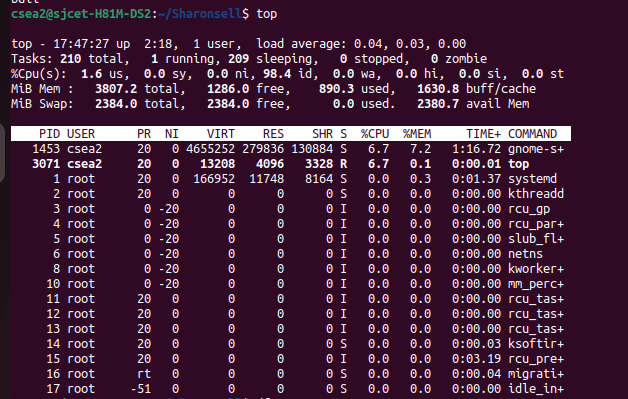 csea2@sjcet-H81M-DS2:~/Sharonsell$ top
top - 17:47:27 up  2:18,  1 user,  load average: 0.04, 0.03, 0.00
Tasks: 210 total,   1 running, 209 sleeping,   0 stopped,   0 zombie
%Cpu(s):  1.6 us,  0.0 sy,  0.0 ni, 98.4 id,  0.0 wa,  0.0 hi,  0.0 si,  0.0 st
MiB Mem :   3807.2 total,   1286.0 free,    890.3 used,   1630.8 buff/cache
MiB Swap:   2384.0 total,   2384.0 free,      0.0 used.   2380.7 avail Mem
PID USER      PR  NI    VIRT    RES    SHR S  %CPU  %MEM     TIME+ COMMAND
1453 csea2     20   0 4655252 279836 130884 S   6.7   7.2   1:16.72 gnome-s+
3071 csea2     20   0   13208   4096   3328 R   6.7   0.1   0:00.01 top
1 root      20   0  166952  11748   8164 S   0.0   0.3   0:01.37 systemd
2 root      20   0       0      0      0 S   0.0   0.0   0:00.00 kthreadd
3 root       0 -20       0      0      0 I   0.0   0.0   0:00.00 rcu_gp
4 root       0 -20       0      0      0 I   0.0   0.0   0:00.00 rcu_par+
5 root       0 -20       0      0      0 I   0.0   0.0   0:00.00 slub_fl+
6 root       0 -20       0      0      0 I   0.0   0.0   0:00.00 netns
8 root       0 -20       0      0      0 I   0.0   0.0   0:00.00 kworker+
10 root       0 -20       0      0      0 I   0.0   0.0   0:00.00 mm_perc+
11 root      20   0       0      0      0 I   0.0   0.0   0:00.00 rcu_tas+
12 root      20   0       0      0      0 I   0.0   0.0   0:00.00 rcu_tas+
13 root      20   0       0      0      0 I   0.0   0.0   0:00.00 rcu_tas+
14 root      20   0       0      0      0 S   0.0   0.0   0:00.03 ksoftir+
15 root      20   0       0      0      0 I   0.0   0.0   0:03.19 rcu_pre+
16 root      rt   0       0      0      0 S   0.0   0.0   0:00.04 migrati+
17 root     -51   0       0      0      0 S   0.0   0.0   0:00.00 idle_in+